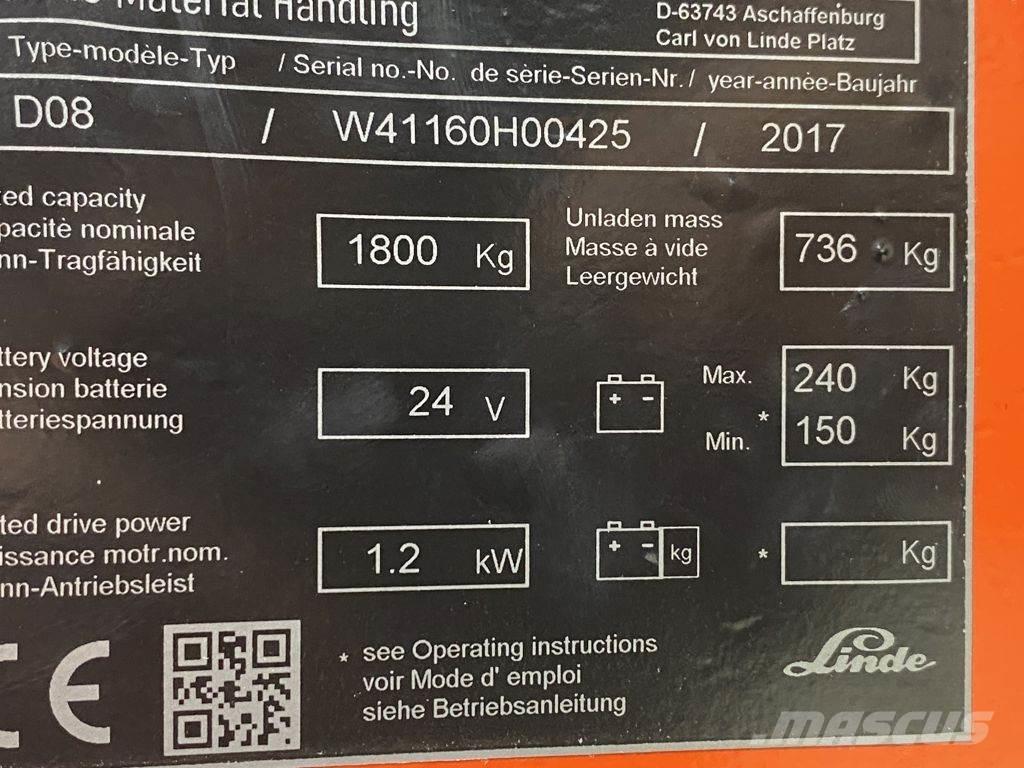 Material Handling
D-63743 Aschaffenburg
Carl von Linde Platz
Type-modèle-Typ / Serial no.-No. de sèrie-Serien-Nr. / year-annèe-Baujahr
D08 / W41160H00425 / 2017
ted capacity
pacitè nominale
nn-Tragfähigkeit
1800 Kg
Unladen mass
Masse à vide
Leergewicht
736 Kg
ttery voltage
nsion batterie
tteriespannung
24 V
+ -
Max. 240 Kg
*
Min. 150 Kg
ted drive power
issance motr.nom.
nn-Antriebsleist
1.2 kW
+ - kg
* Kg
CE
* see Operating instructions
voir Mode d' emploi
siehe Betriebsanleitung
Linde
MASCUS